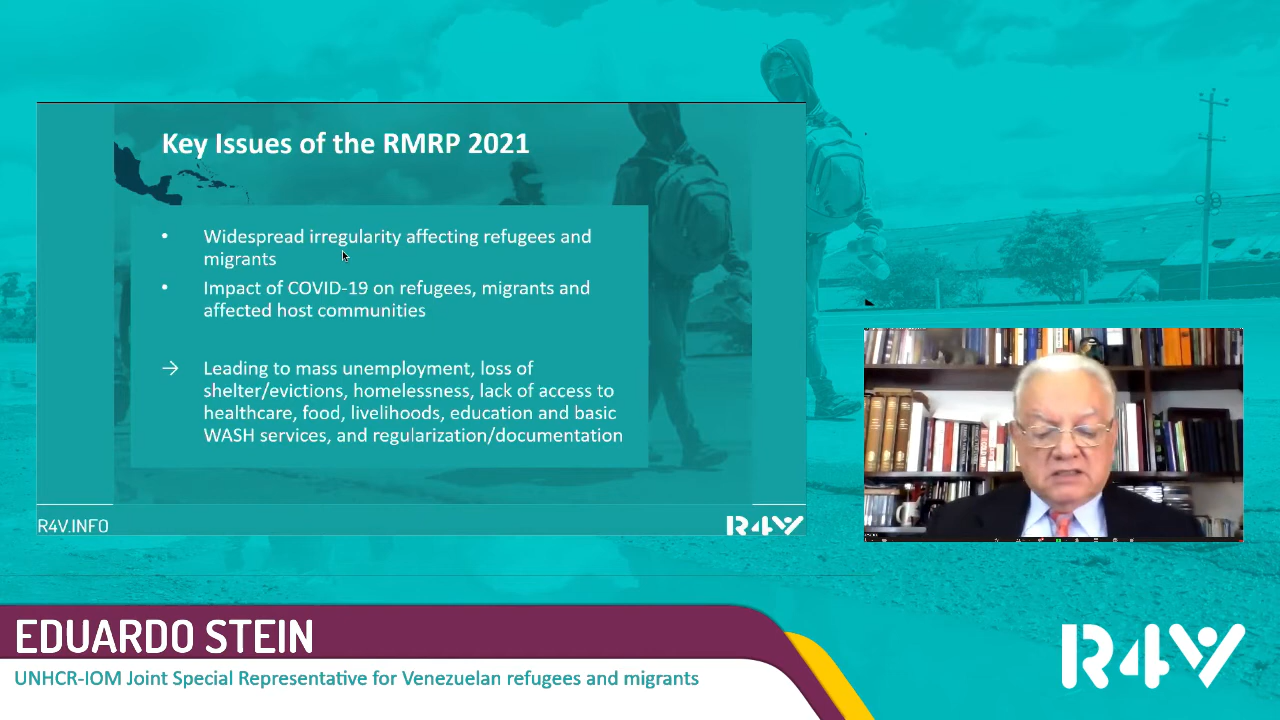 Key Issues of the RMRP 2021
• Widespread irregularity affecting refugees and
migrants
• Impact of COVID-19 on refugees, migrants and
affected host communities
→ Leading to mass unemployment, loss of
shelter/evictions, homelessness, lack of access to
healthcare, food, livelihoods, education and basic
WASH services, and regularization/documentation
R4V.INFO
R4V
EDUARDO STEIN
UNHCR-IOM Joint Special Representative for Venezuelan refugees and migrants
R4V